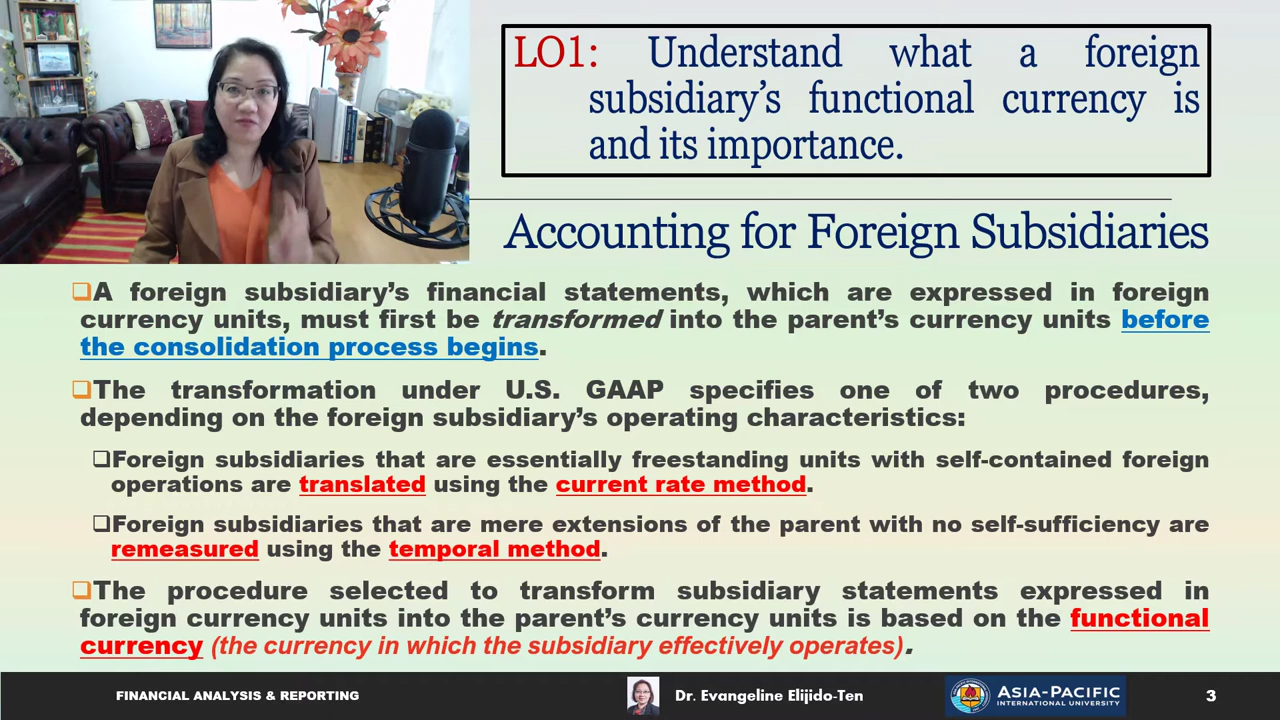 LO1: Understand what a foreign
subsidiary’s functional currency is
and its importance.
Accounting for Foreign Subsidiaries
❑A foreign subsidiary’s financial statements, which are expressed in foreign
currency units, must first be transformed into the parent’s currency units before
the consolidation process begins.
❑The transformation under U.S. GAAP specifies one of two procedures,
depending on the foreign subsidiary’s operating characteristics:
❑Foreign subsidiaries that are essentially freestanding units with self-contained foreign
operations are translated using the current rate method.
❑Foreign subsidiaries that are mere extensions of the parent with no self-sufficiency are
remeasured using the temporal method.
❑The procedure selected to transform subsidiary statements expressed in
foreign currency units into the parent’s currency units is based on the functional
currency (the currency in which the subsidiary effectively operates).
FINANCIAL ANALYSIS & REPORTING
Dr. Evangeline Elijido-Ten
ASIA-PACIFIC
INTERNATIONAL UNIVERSITY
3